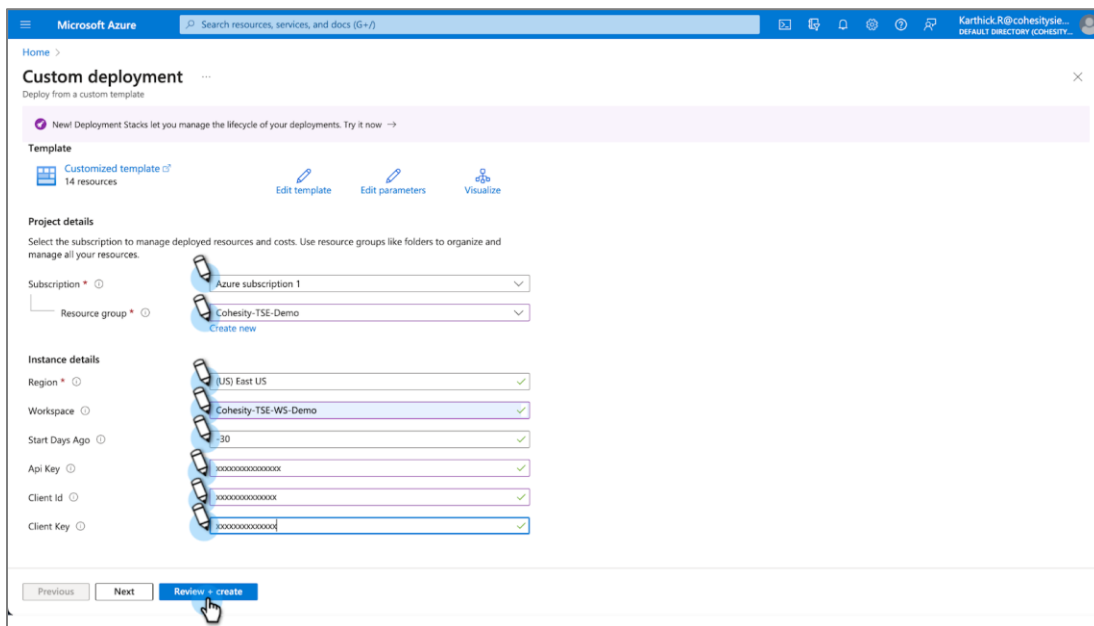 Microsoft Azure
Search resources, services, and docs (G+/)
Karthick.R@cohesitysie...
DEFAULT DIRECTORY (COHESITY...
Home >
Custom deployment ...
Deploy from a custom template
New! Deployment Stacks let you manage the lifecycle of your deployments. Try it now →
Template
Customized template
14 resources
Edit template
Edit parameters
Visualize
Project details
Select the subscription to manage deployed resources and costs. Use resource groups like folders to organize and
manage all your resources.
Subscription *
Azure subscription 1
Resource group *
Cohesity-TSE-Demo
Create new
Instance details
Region *
(US) East US
Workspace
Cohesity-TSE-WS-Demo
Start Days Ago
-30
Api Key
xxxxxxxxxxxxxx
Client Id
xxxxxxxxxxxxx
Client Key
xxxxxxxxxxxxx
Previous
Next
Review + create